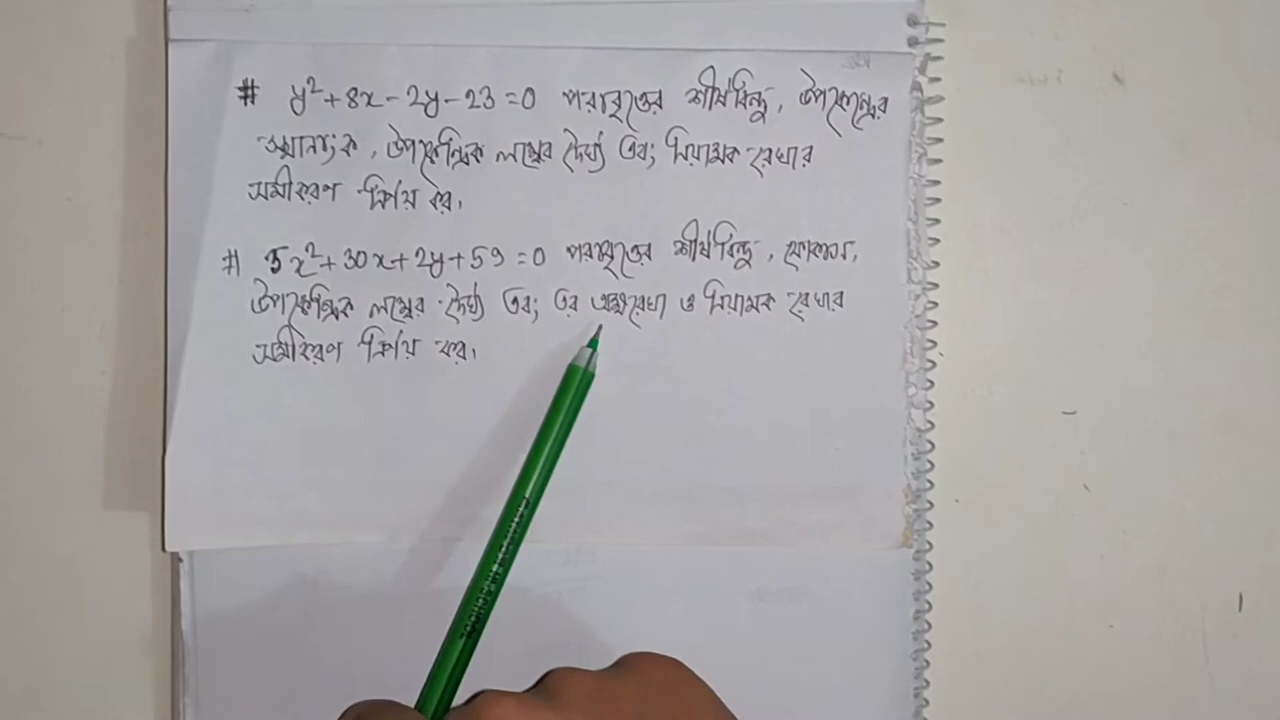 # y²+8x-2y-23=0 পরাবৃত্তের শীর্ষবিন্দু, উপকেন্দ্রের
স্থানাংক, উপকেন্দ্রিক লম্বের দৈর্ঘ্য এবং নিয়ামক রেখার
সমীকরণ নির্ণয় কর।
# 5x²+30x+2y+59=0 পরাবৃত্তের শীর্ষবিন্দু, ফোকাস,
উপকেন্দ্রিক লম্বের দৈর্ঘ্য এবং এর অক্ষরেখা ও নিয়ামক রেখার
সমীকরণ নির্ণয় কর।